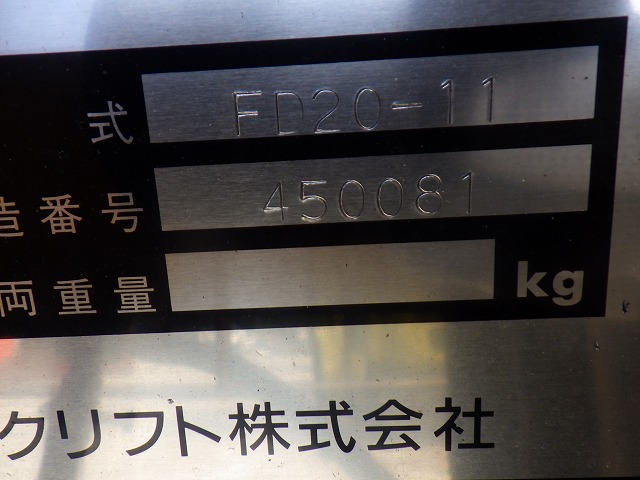 式 FD20-11
造番号 450081
両重量 kg
クリフト株式会社